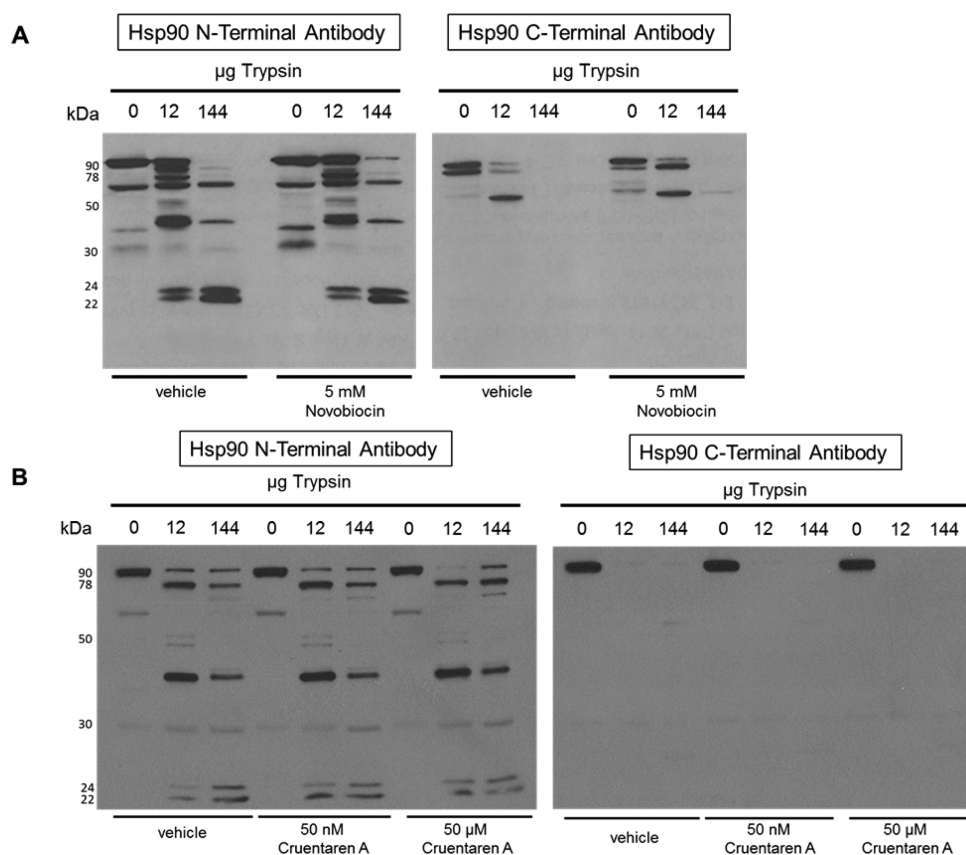 A
Hsp90 N-Terminal Antibody
Hsp90 C-Terminal Antibody
µg Trypsin
µg Trypsin
kDa
0 12 144 0 12 144
0 12 144 0 12 144
90
78
50
30
24
22
vehicle
5 mM
Novobiocin
vehicle
5 mM
Novobiocin
B
Hsp90 N-Terminal Antibody
Hsp90 C-Terminal Antibody
µg Trypsin
µg Trypsin
kDa
0 12 144 0 12 144 0 12 144
0 12 144 0 12 144 0 12 144
90
78
50
30
24
22
vehicle
50 nM
Cruentaren A
50 µM
Cruentaren A
vehicle
50 nM
Cruentaren A
50 µM
Cruentaren A